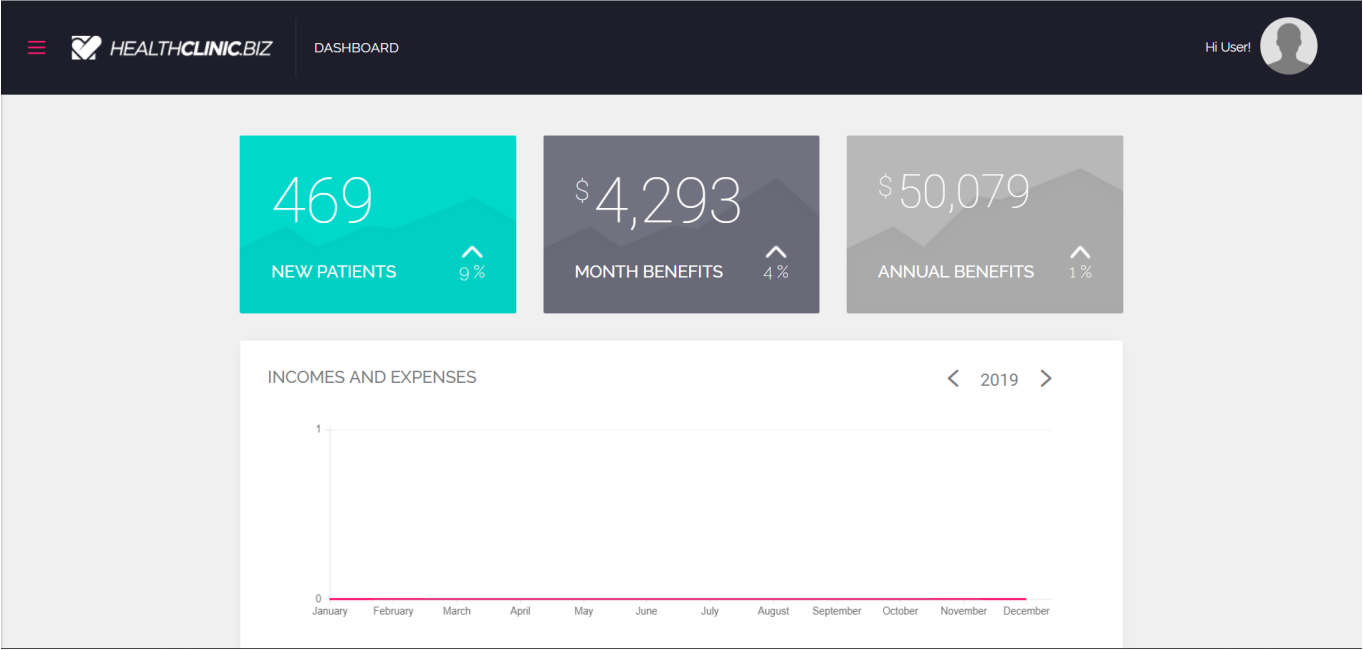 HEALTHCLINIC.BIZ DASHBOARD Hi User!
469
NEW PATIENTS 9%
$4,293
MONTH BENEFITS 4%
$50,079
ANNUAL BENEFITS 1%
INCOMES AND EXPENSES 2019
1
0
January February March April May June July August September October November December